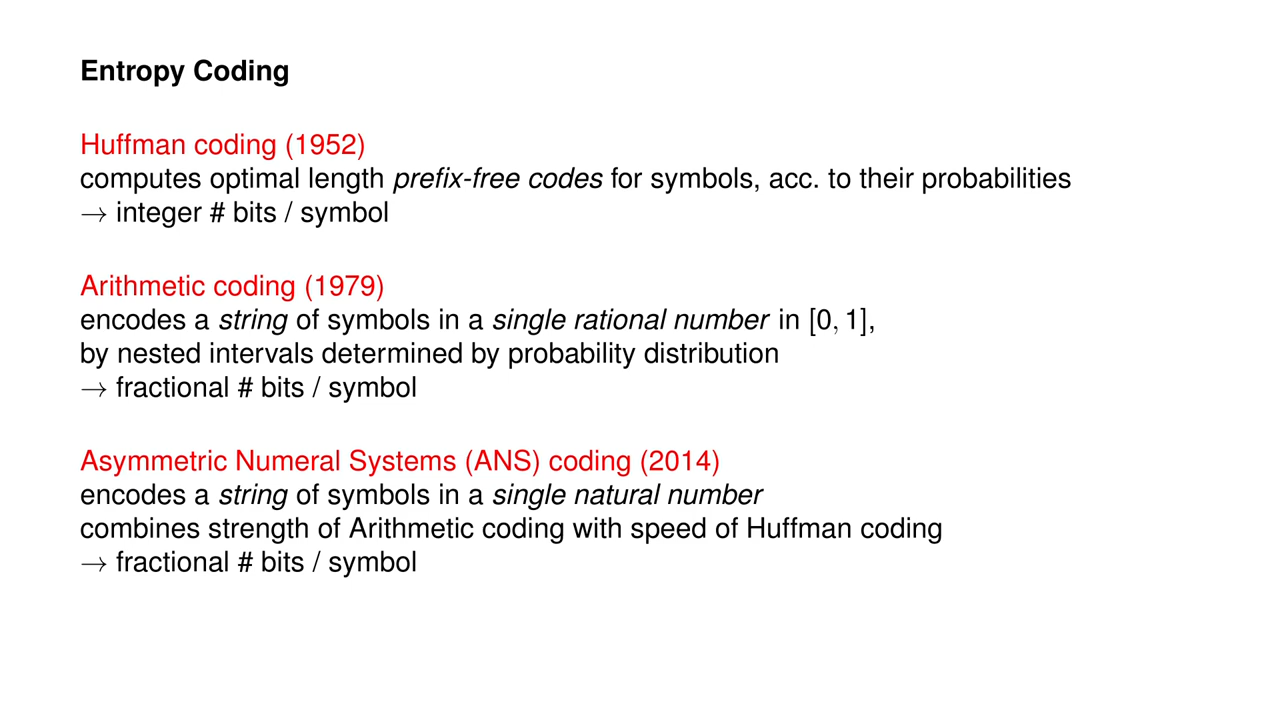 Entropy Coding
Huffman coding (1952)
computes optimal length prefix-free codes for symbols, acc. to their probabilities
→ integer # bits / symbol
Arithmetic coding (1979)
encodes a string of symbols in a single rational number in [0, 1],
by nested intervals determined by probability distribution
→ fractional # bits / symbol
Asymmetric Numeral Systems (ANS) coding (2014)
encodes a string of symbols in a single natural number
combines strength of Arithmetic coding with speed of Huffman coding
→ fractional # bits / symbol